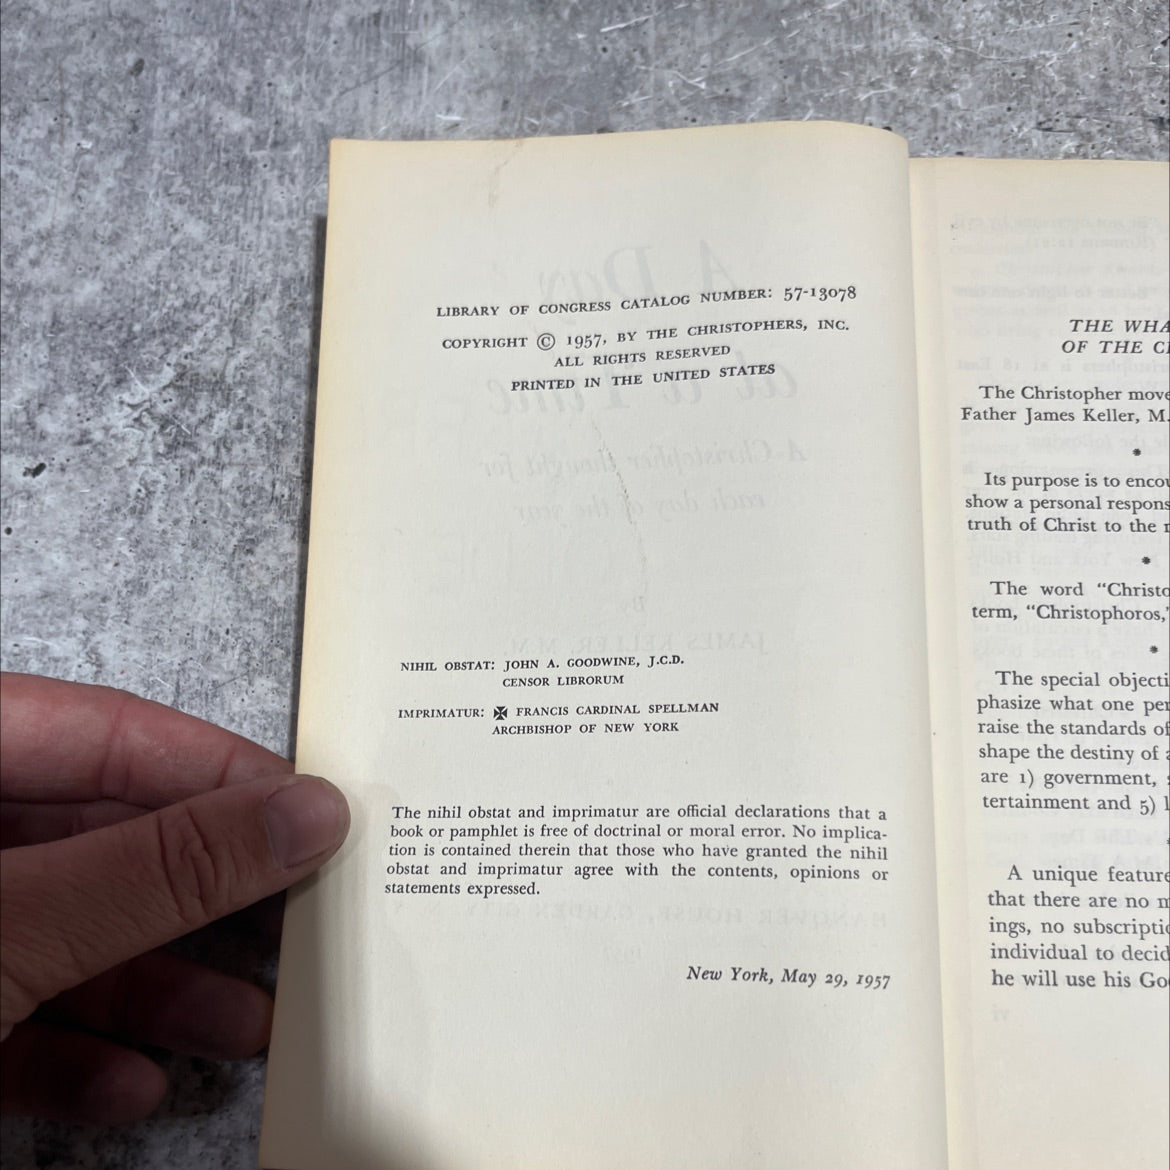 LIBRARY OF CONGRESS CATALOG NUMBER: 57-13078
COPYRIGHT © 1957, BY THE CHRISTOPHERS, INC.
ALL RIGHTS RESERVED
PRINTED IN THE UNITED STATES
NIHIL OBSTAT: JOHN A. GOODWINE, J.C.D.
CENSOR LIBRORUM
IMPRIMATUR: ✠ FRANCIS CARDINAL SPELLMAN
ARCHBISHOP OF NEW YORK
The nihil obstat and imprimatur are official declarations that a
book or pamphlet is free of doctrinal or moral error. No implica-
tion is contained therein that those who have granted the nihil
obstat and imprimatur agree with the contents, opinions or
statements expressed.
New York, May 29, 1957
THE WHA
OF THE C
The Christopher move
Father James Keller, M.
*
Its purpose is to encou
show a personal respons
truth of Christ to the
*
The word "Christo
term, "Christophoros,"
*
The special objecti
phasize what one per
raise the standards of
shape the destiny of a
are 1) government,
tertainment and 5)
A unique feature
that there are no m
ings, no subscriptio
individual to decid
he will use his Go